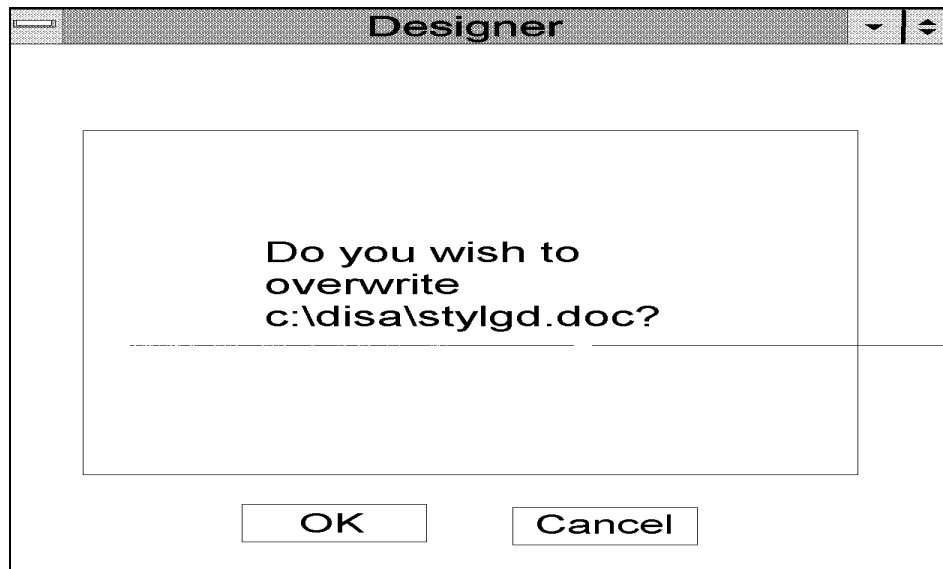 Designer
Do you wish to
overwrite
c:\disa\stylgd.doc?
OK
Cancel